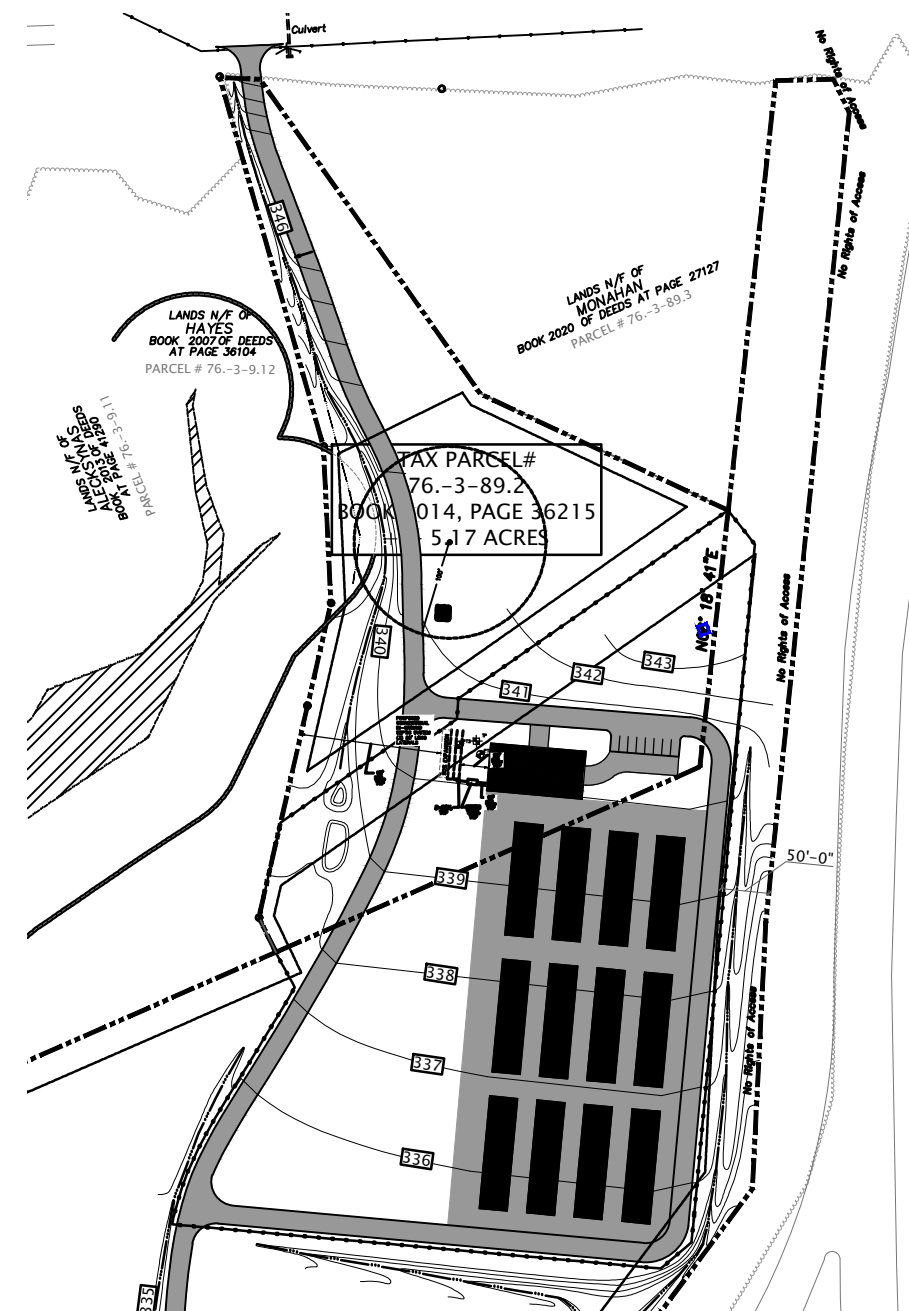 Culvert
No Rights of Access
No Rights of Access
346
LANDS N/F OF
MONAHAN
BOOK 2020 OF DEEDS AT PAGE 27127
PARCEL # 76.-3-89.3
LANDS N/F OF
HAYES
BOOK 2007 OF DEEDS
AT PAGE 36104
PARCEL # 76.-3-9.12
LANDS N/F OF
BOOK 2013 OF DEEDS
AT PAGE 41290
PARCEL # 76.-3-9.11
TAX PARCEL#
76.-3-89.2
BOOK 2014, PAGE 36215
5.17 ACRES
100'
18' 41"E
No Rights of Access
340
343
342
341
50'-0"
339
338
No Rights of Access
337
336
335